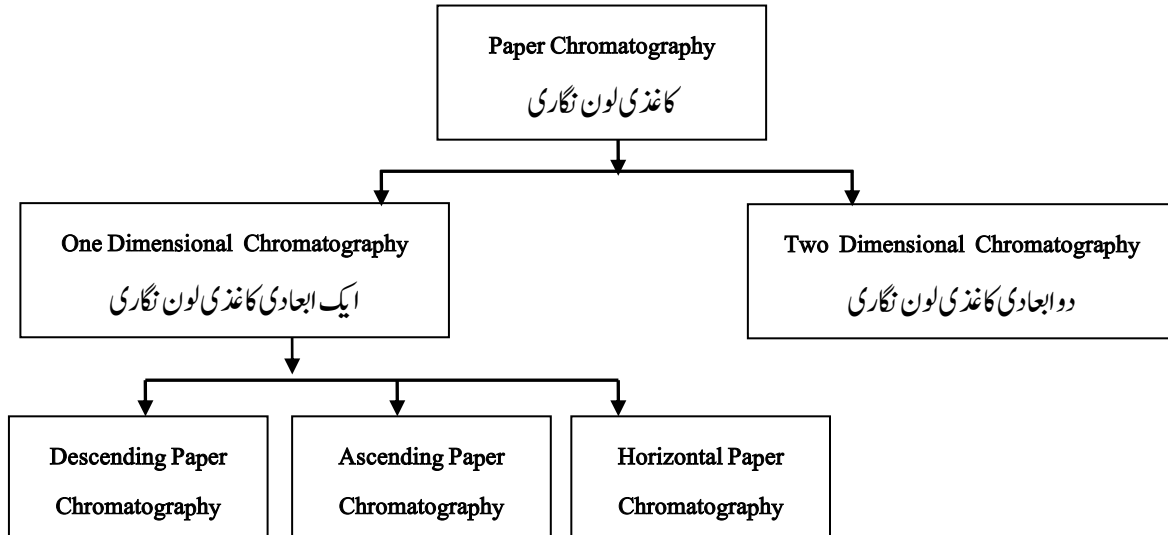 Paper Chromatography
کاغذی لون نگاری
One Dimensional Chromatography
ایک ابعادی کاغذی لون نگاری
Two Dimensional Chromatography
دو ابعادی کاغذی لون نگاری
Descending Paper
Chromatography
Ascending Paper
Chromatography
Horizontal Paper
Chromatography